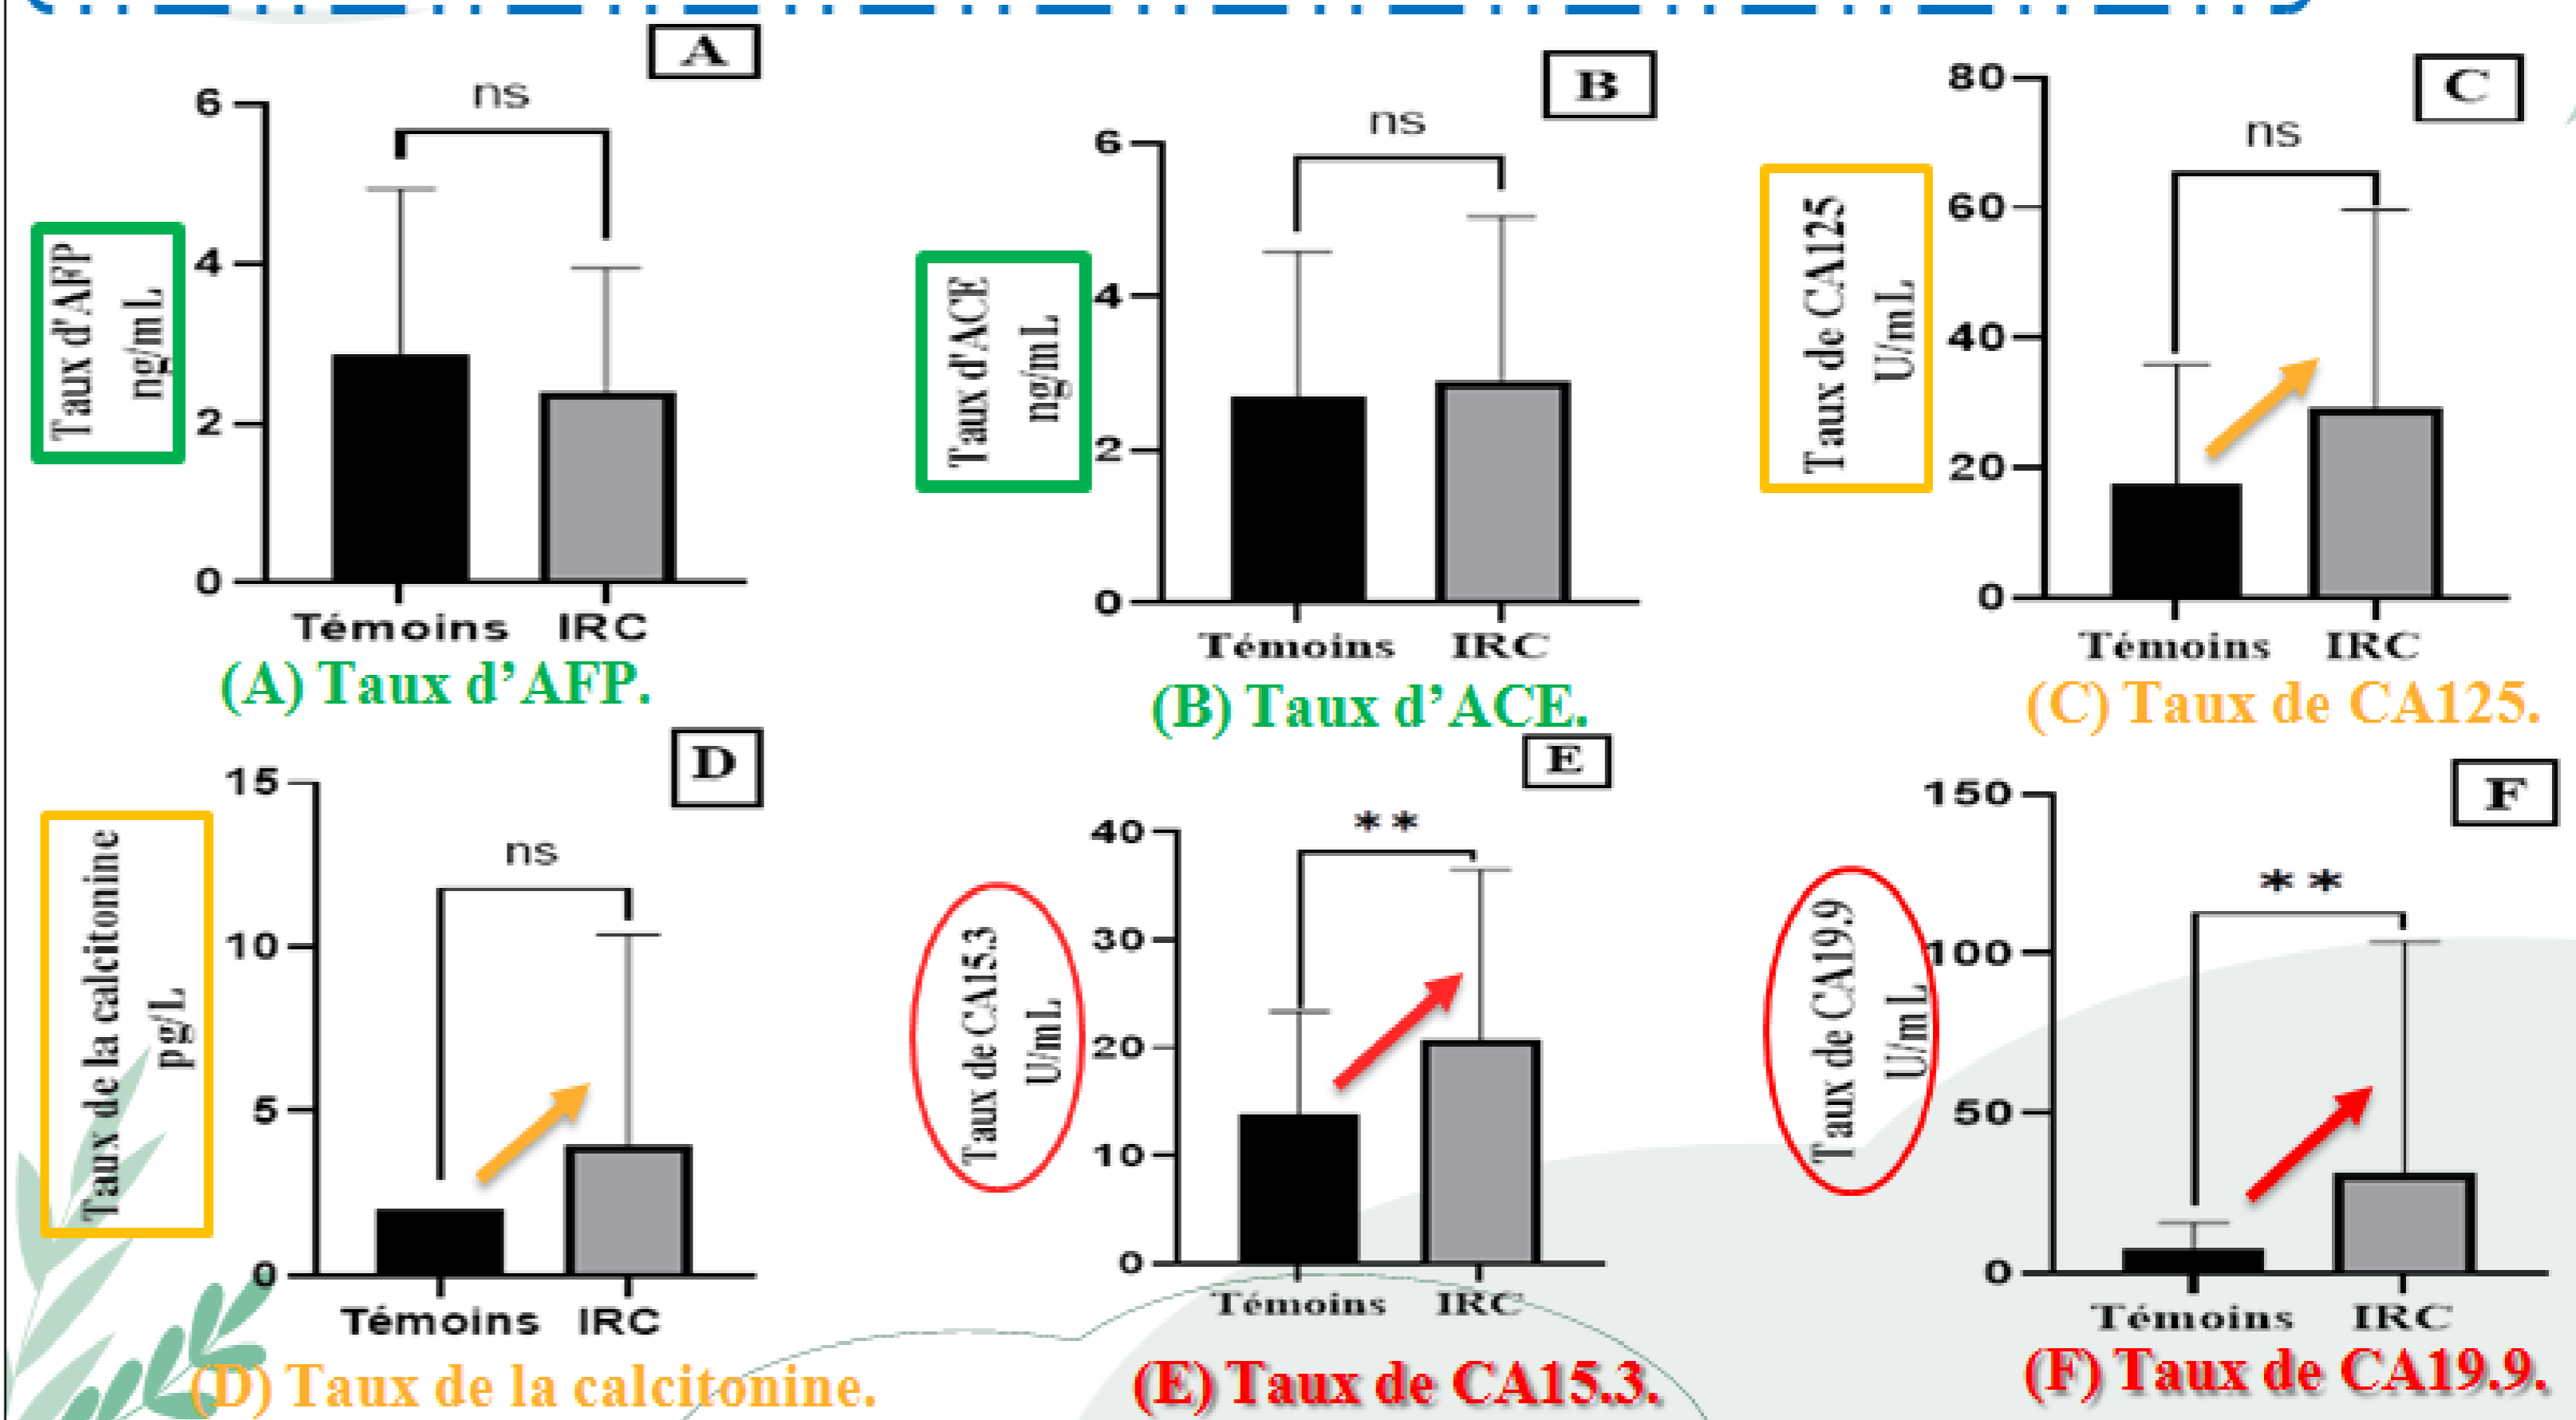 A
ns
6
4
2
0
Taux d'AFP
ng/mL
Témoins IRC
(A) Taux d’AFP.
B
ns
6
4
2
0
Taux d'ACE
ng/mL
Témoins IRC
(B) Taux d’ACE.
C
ns
80
60
40
20
0
Taux de CA125
U/mL
Témoins IRC
(C) Taux de CA125.
D
ns
15
10
5
0
Taux de la calcitonine
pg/L
Témoins IRC
(D) Taux de la calcitonine.
E
**
40
30
20
10
0
Taux de CA15.3
U/mL
Témoins IRC
(E) Taux de CA15.3.
F
**
150
100
50
0
Taux de CA19.9
U/mL
Témoins IRC
(F) Taux de CA19.9.